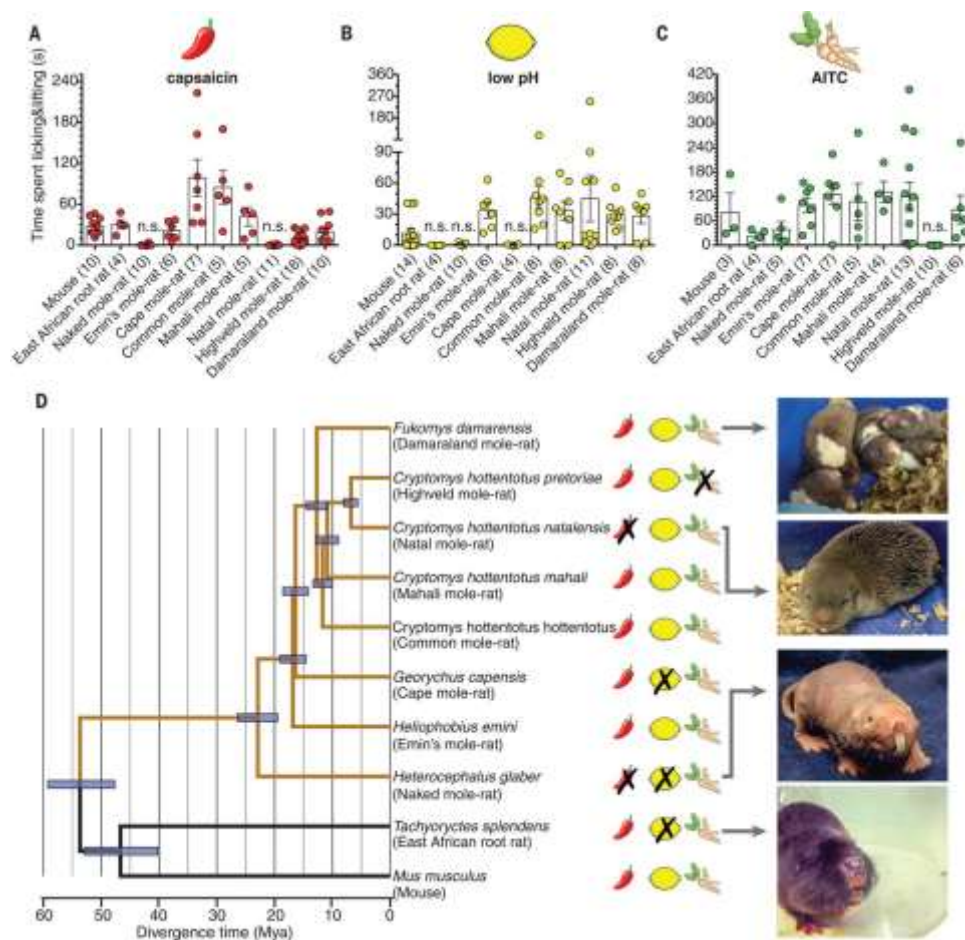 A
B
C
capsaicin
low pH
AITC
Time spent licking&lifting (s)
240
180
120
60
0
360
270
180
90
60
30
0
420
360
300
240
180
120
60
0
n.s.
n.s.
n.s.
n.s.
n.s.
n.s.
Mouse (10)
East African root rat (4)
Naked mole-rat (10)
Emin's mole-rat (6)
Cape mole-rat (7)
Common mole-rat (5)
Mahali mole-rat (5)
Natal mole-rat (11)
Highveld mole-rat (18)
Damaraland mole-rat (10)
Mouse (14)
East African root rat (4)
Naked mole-rat (10)
Emin's mole-rat (6)
Cape mole-rat (4)
Common mole-rat (8)
Mahali mole-rat (8)
Natal mole-rat (11)
Highveld mole-rat (8)
Damaraland mole-rat (6)
Mouse (3)
East African root rat (4)
Naked mole-rat (5)
Emin's mole-rat (7)
Cape mole-rat (7)
Common mole-rat (5)
Mahali mole-rat (4)
Natal mole-rat (13)
Highveld mole-rat (10)
Damaraland mole-rat (6)
D
Fukomys damarensis
(Damaraland mole-rat)
Cryptomys hottentotus pretoriae
(Highveld mole-rat)
Cryptomys hottentotus natalensis
(Natal mole-rat)
Cryptomys hottentotus mahali
(Mahali mole-rat)
Cryptomys hottentotus hottentotus
(Common mole-rat)
Georychus capensis
(Cape mole-rat)
Heliophobius emini
(Emin's mole-rat)
Heterocephalus glaber
(Naked mole-rat)
Tachyoryctes splendens
(East African root rat)
Mus musculus
(Mouse)
60 50 40 30 20 10 0
Divergence time (Mya)